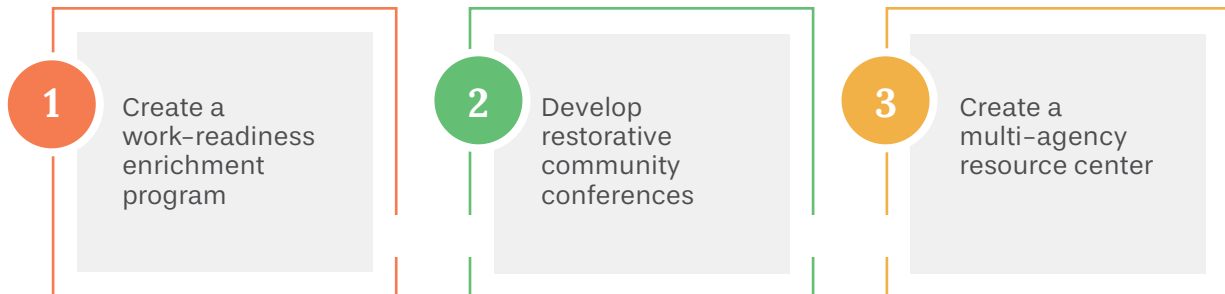 1
Create a
work-readiness
enrichment
program
2
Develop
restorative
community
conferences
3
Create a
multi-agency
resource center